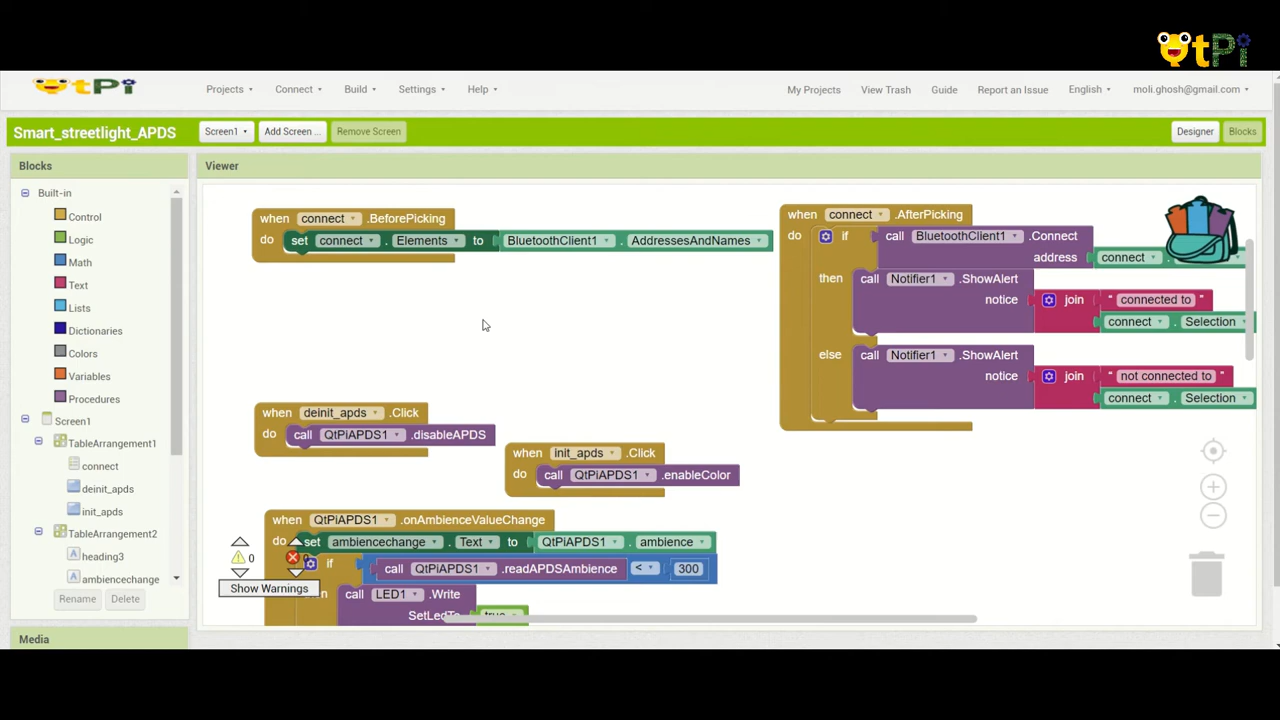 QtPi
QtPi Projects Connect Build Settings Help My Projects View Trash Guide Report an Issue English moli.ghosh@gmail.com
Smart_streetlight_APDS Screen1 Add Screen ... Remove Screen Designer Blocks
Blocks
Viewer
Built-in
Control
Logic
Math
Text
Lists
Dictionaries
Colors
Variables
Procedures
Screen1
TableArrangement1
connect
deinit_apds
init_apds
TableArrangement2
heading3
ambiencechange
Rename Delete
Media
when connect .BeforePicking
do set connect . Elements to BluetoothClient1 . AddressesAndNames
when connect .AfterPicking
do if call BluetoothClient1 .Connect
address connect .
then call Notifier1 .ShowAlert
notice join " connected to "
connect . Selection
else call Notifier1 .ShowAlert
notice join " not connected to "
connect . Selection
when deinit_apds .Click
do call QtPiAPDS1 .disableAPDS
when init_apds .Click
do call QtPiAPDS1 .enableColor
when QtPiAPDS1 .onAmbienceValueChange
do set ambiencechange . Text to QtPiAPDS1 . ambience
if call QtPiAPDS1 .readAPDSAmbience < 300
call LED1 .Write
SetLedTo true
0
Show Warnings